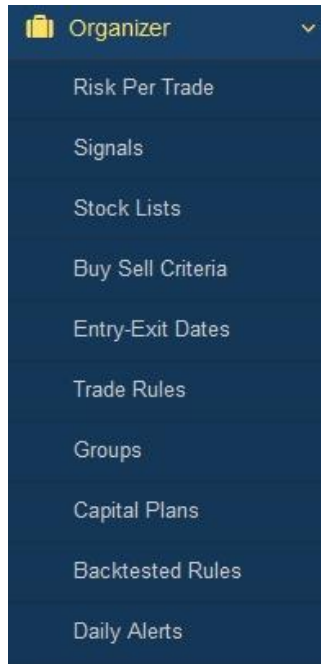 Organizer
Risk Per Trade
Signals
Stock Lists
Buy Sell Criteria
Entry-Exit Dates
Trade Rules
Groups
Capital Plans
Backtested Rules
Daily Alerts